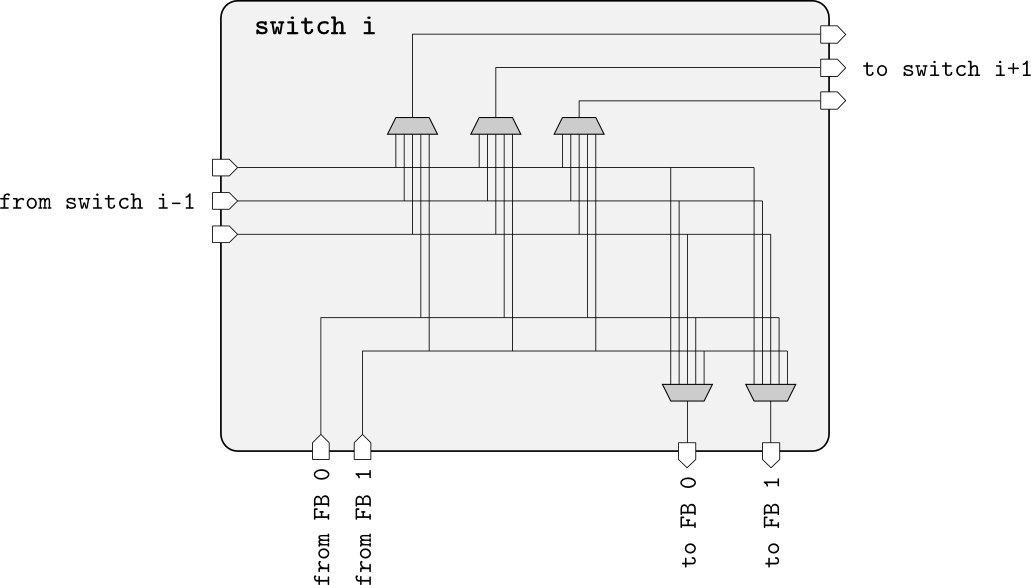 switch i
to switch i+1
from switch i-1
from FB 0
from FB 1
to FB 0
to FB 1